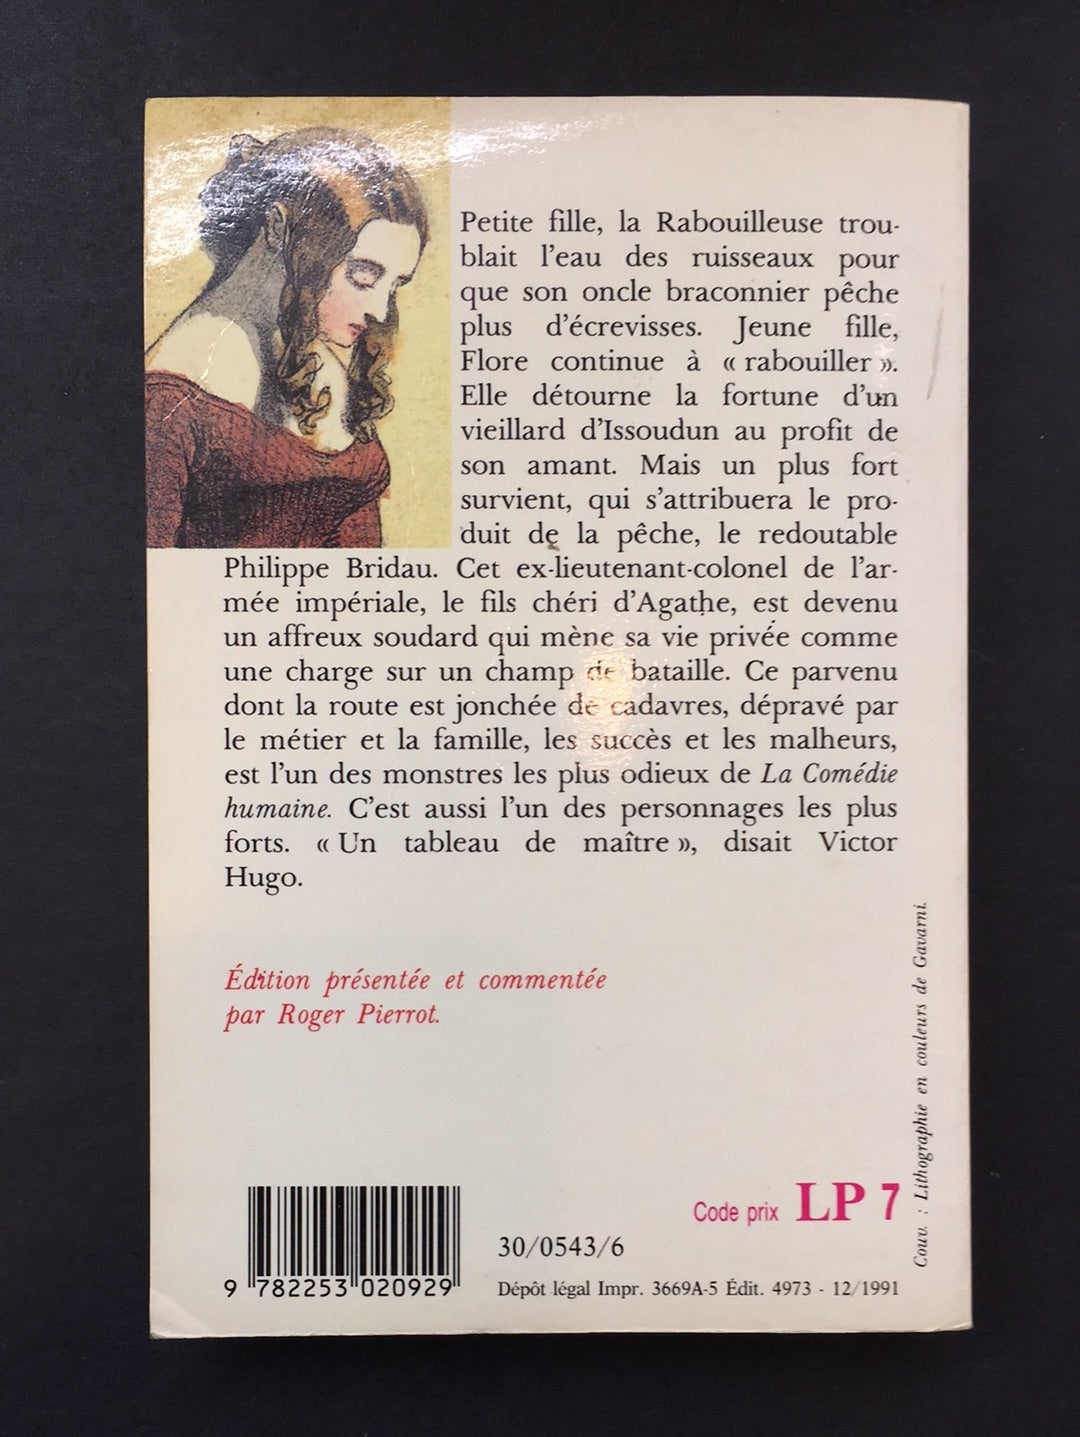 Petite fille, la Rabouilleuse trou-
blait l'eau des ruisseaux pour
que son oncle braconnier pêche
plus d'écrevisses. Jeune fille,
Flore continue à « rabouiller ».
Elle détourne la fortune d'un
vieillard d'Issoudun au profit de
son amant. Mais un plus fort
survient, qui s'attribuera le pro-
duit de la pêche, le redoutable
Philippe Bridau. Cet ex-lieutenant-colonel de l'ar-
mée impériale, le fils chéri d'Agathe, est devenu
un affreux soudard qui mène sa vie privée comme
une charge sur un champ de bataille. Ce parvenu
dont la route est jonchée de cadavres, dépravé par
le métier et la famille, les succès et les malheurs,
est l'un des monstres les plus odieux de La Comédie
humaine. C'est aussi l'un des personnages les plus
forts. « Un tableau de maître », disait Victor
Hugo.
Édition présentée et commentée
par Roger Pierrot.
Couv. : Lithographie en couleurs de Gavarni.
Code prix LP 7
30/0543/6
9 782253 020929
Dépôt légal Impr. 3669A-5 Édit. 4973 - 12/1991